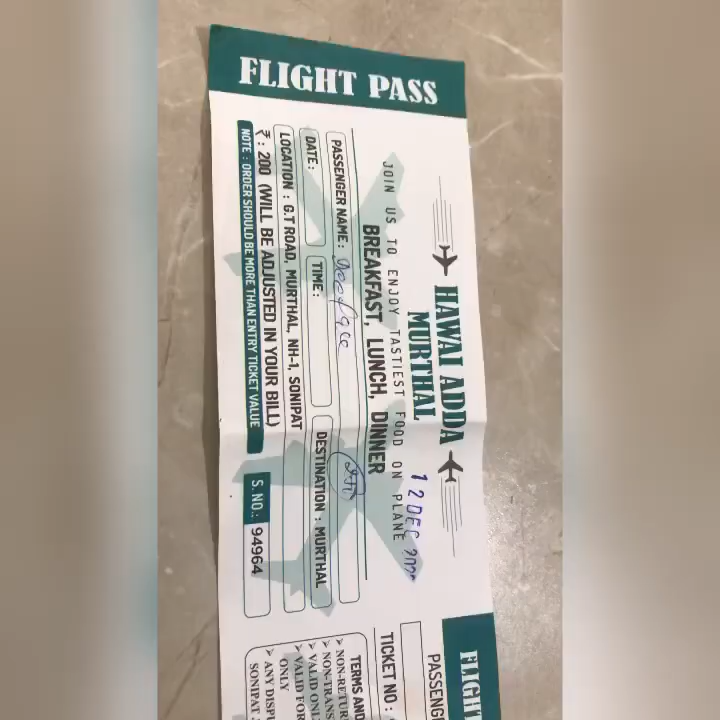 FLIGHT PASS
HAWAI ADDA
MURTHAL
12 DEC 202
JOIN US TO ENJOY TASTIEST FOOD ON PLANE
BREAKFAST, LUNCH, DINNER
PASSENGER NAME:
DATE:
TIME:
DESTINATION : MURTHAL
LOCATION : G.T ROAD, MURTHAL, NH-1, SONIPAT
₹ : 200 (WILL BE ADJUSTED IN YOUR BILL)
NOTE : ORDER SHOULD BE MORE THAN ENTRY TICKET VALUE
S. NO.: 94964
FLIGHT
PASSENG
TICKET NO :
TERMS AND
➤ NON-RETUR
➤ NON-TRANS
➤ VALID ONL
➤ VALID FOR
ONLY
➤ ANY DISPU
SONIPAT